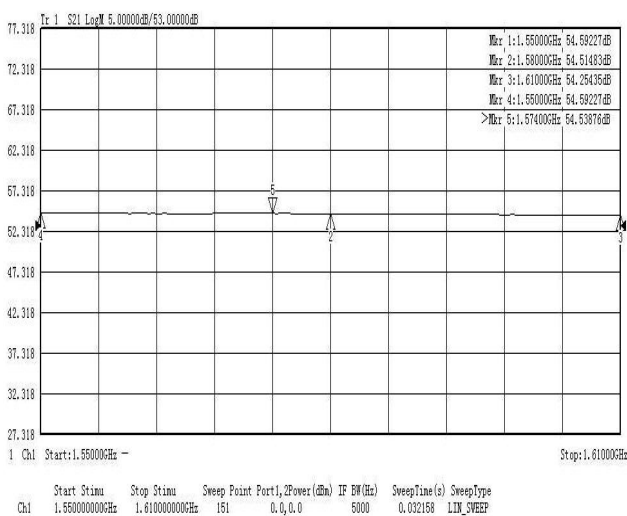 Tr 1 S21 LogM 5.00000dB/53.00000dB
77.318
72.318
67.318
62.318
57.318
52.318
47.318
42.318
37.318
32.318
27.318
Mkr 1:1.55000GHz 54.59227dB
Mkr 2:1.58000GHz 54.51483dB
Mkr 3:1.61000GHz 54.25435dB
Mkr 4:1.55000GHz 54.59227dB
>Mkr 5:1.57400GHz 54.53876dB
5
4
2
3
1 Ch1 Start:1.55000GHz — Stop:1.61000GHz
Start Stimu Stop Stimu Sweep Point Port1,2Power(dBm) IF BW(Hz) SweepTime(s) SweepType
Ch1 1.550000000GHz 1.610000000GHz 151 0.0,0.0 5000 0.032158 LIN_SWEEP